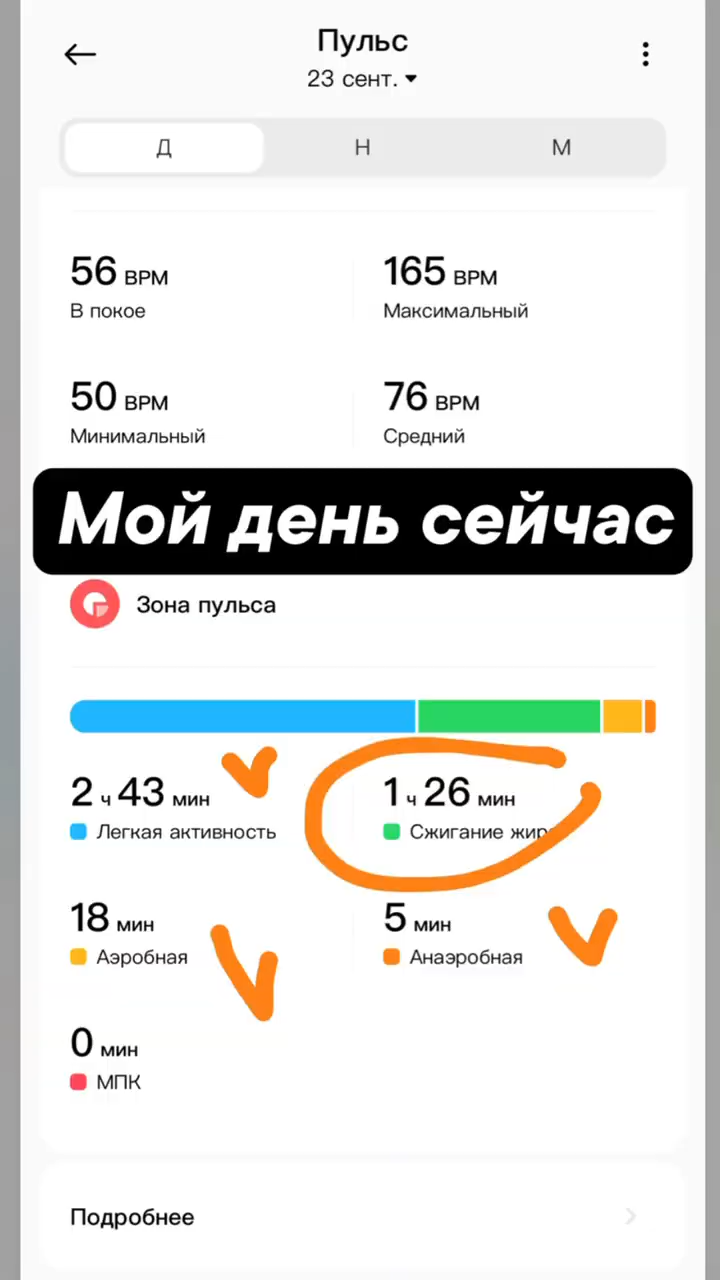 Пульс
23 сент.
Д Н М
56 BPM 165 BPM
В покое Максимальный
50 BPM 76 BPM
Минимальный Средний
Мой день сейчас
Зона пульса
2 ч 43 мин 1 ч 26 мин
Легкая активность Сжигание жир
18 мин 5 мин
Аэробная Анаэробная
0 мин
МПК
Подробнее